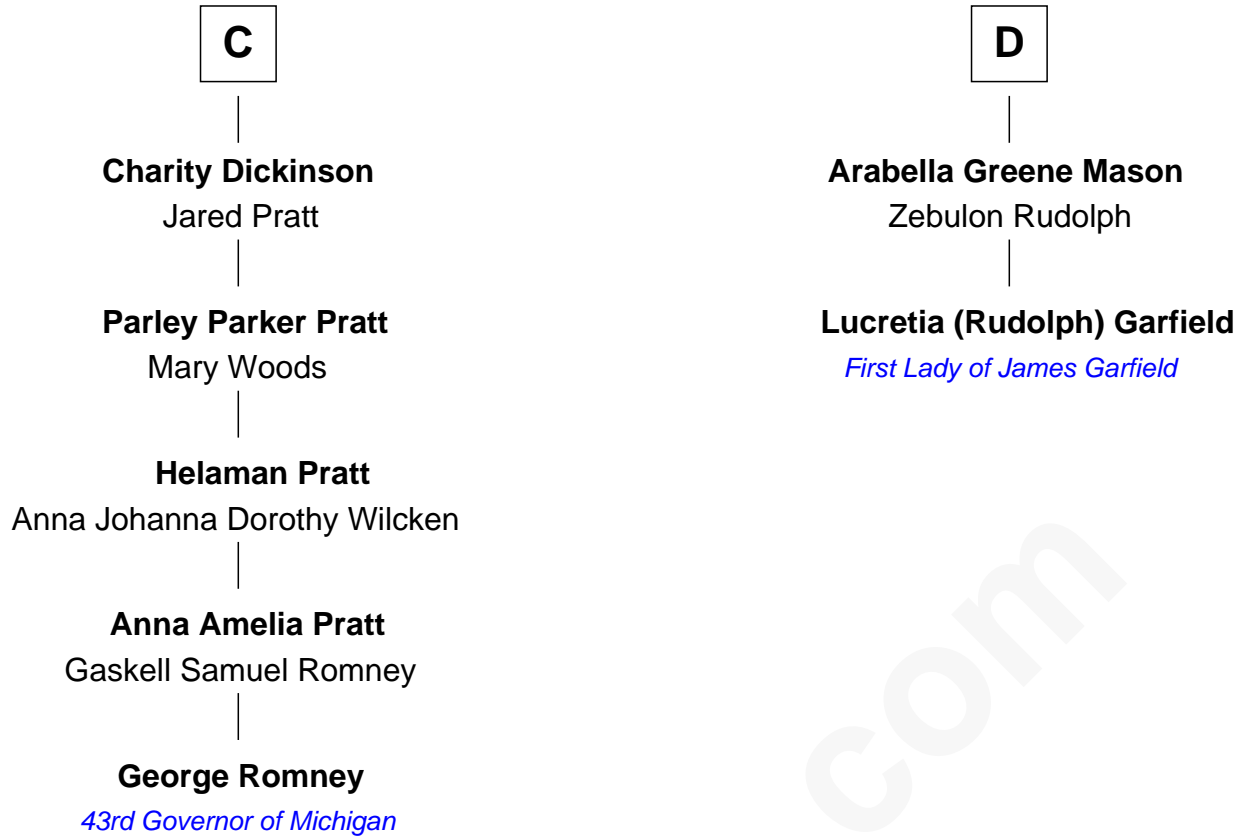 C
Charity Dickinson
Jared Pratt
Parley Parker Pratt
Mary Woods
Helaman Pratt
Anna Johanna Dorothy Wilcken
Anna Amelia Pratt
Gaskell Samuel Romney
George Romney
43rd Governor of Michigan
D
Arabella Greene Mason
Zebulon Rudolph
Lucretia (Rudolph) Garfield
First Lady of James Garfield
com